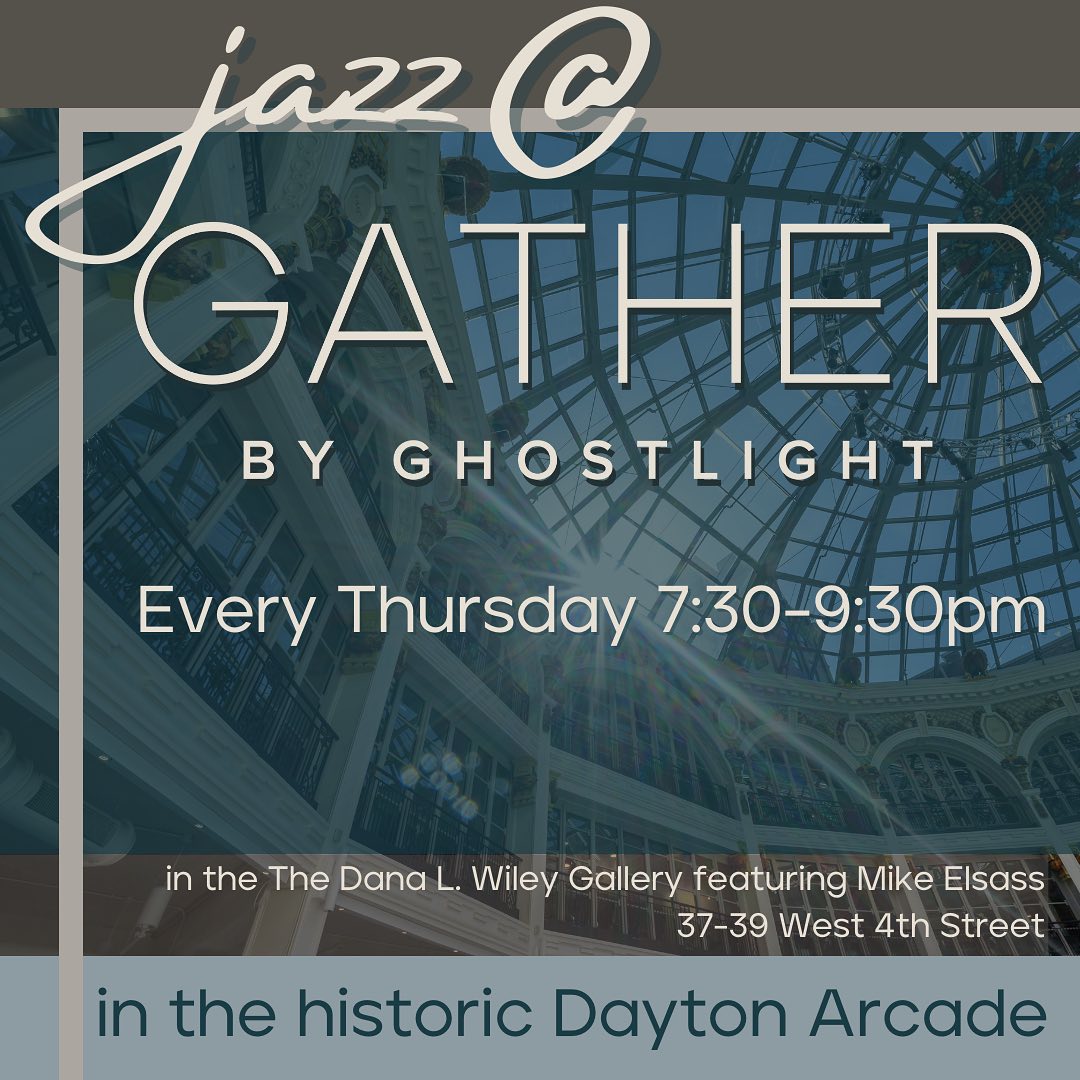 jazz @
GATHER
BY GHOSTLIGHT
Every Thursday 7:30-9:30pm
in the The Dana L. Wiley Gallery featuring Mike Elsass
37-39 West 4th Street
in the historic Dayton Arcade